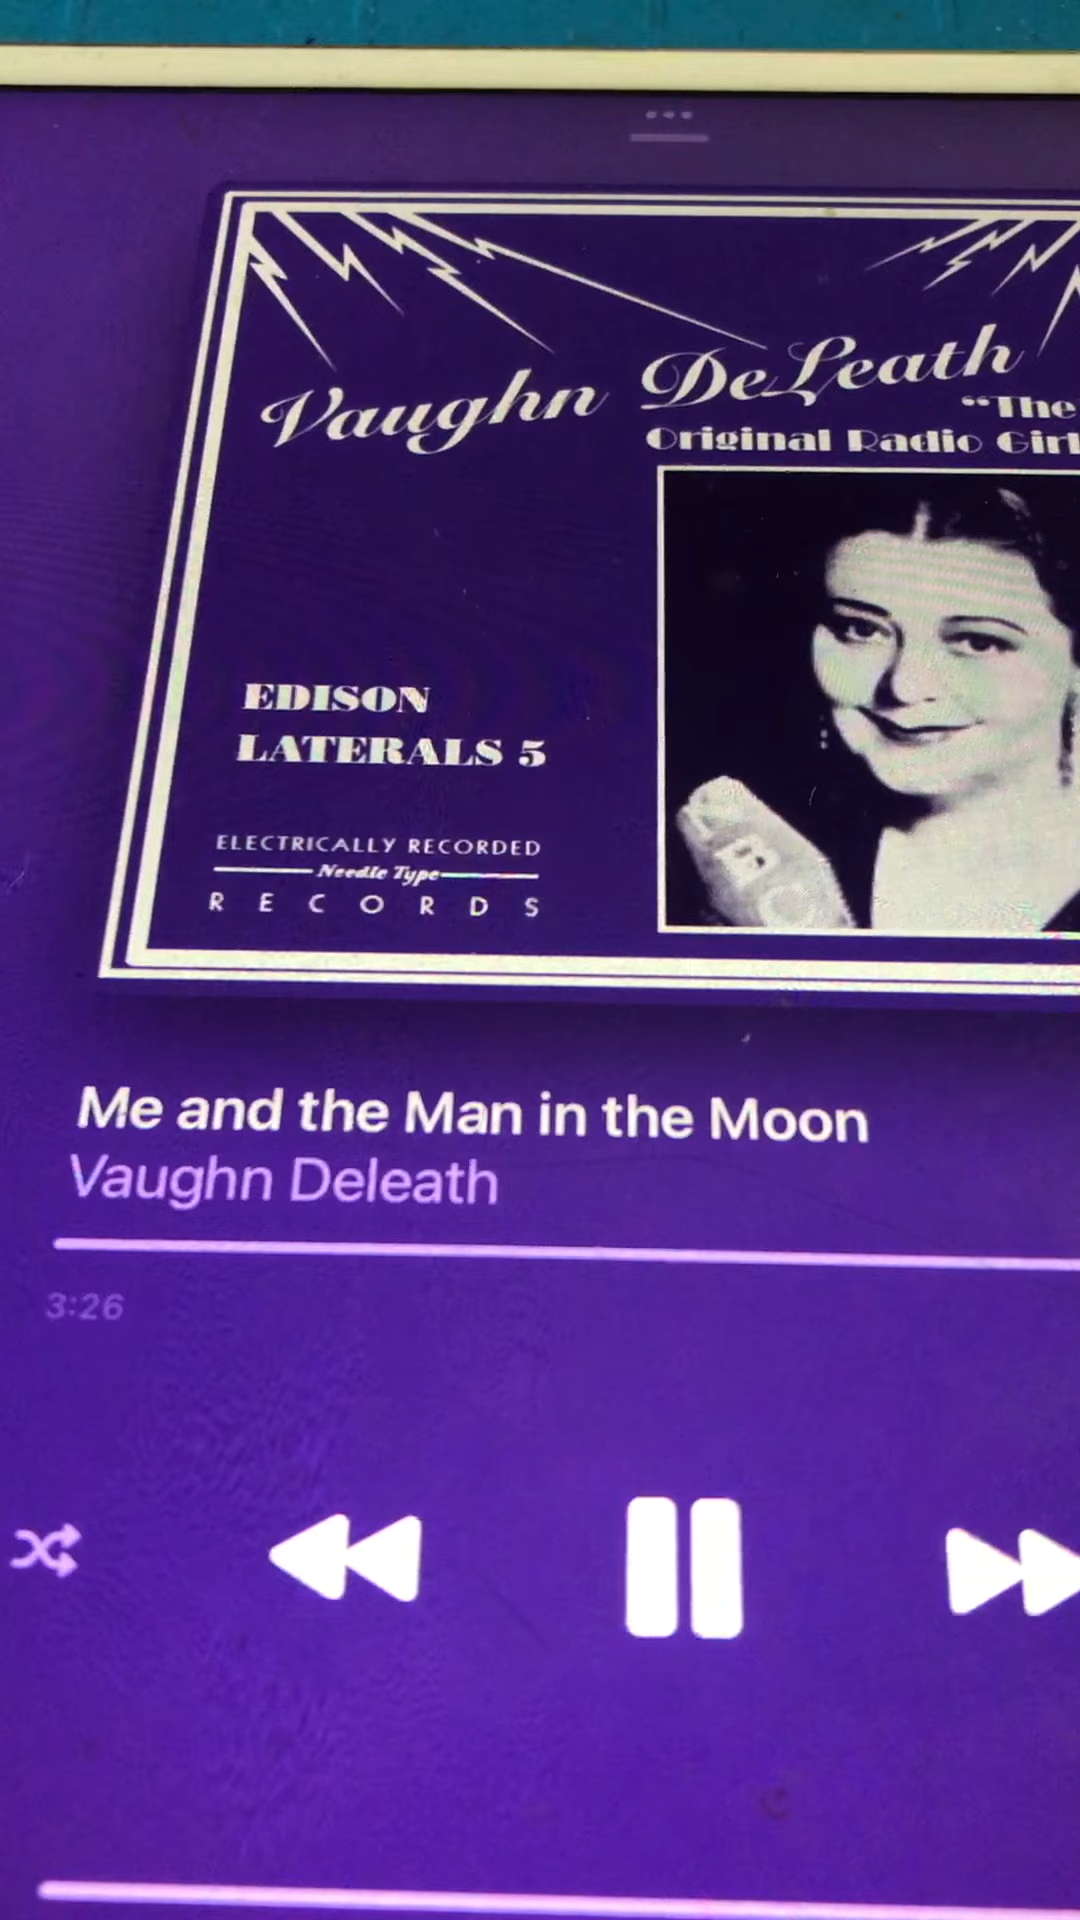 Vaughn DeLeath
“The
Original Radio Girl
EDISON
LATERALS 5
ELECTRICALLY RECORDED
Needle Type
RECORDS
Me and the Man in the Moon
Vaughn Deleath
3:26